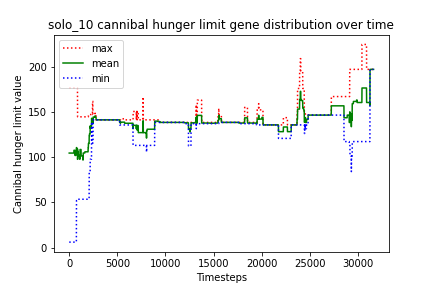 solo_10 cannibal hunger limit gene distribution over time
max
mean
min
Cannibal hunger limit value
200
150
100
50
0
0
5000
10000
15000
20000
25000
30000
Timesteps